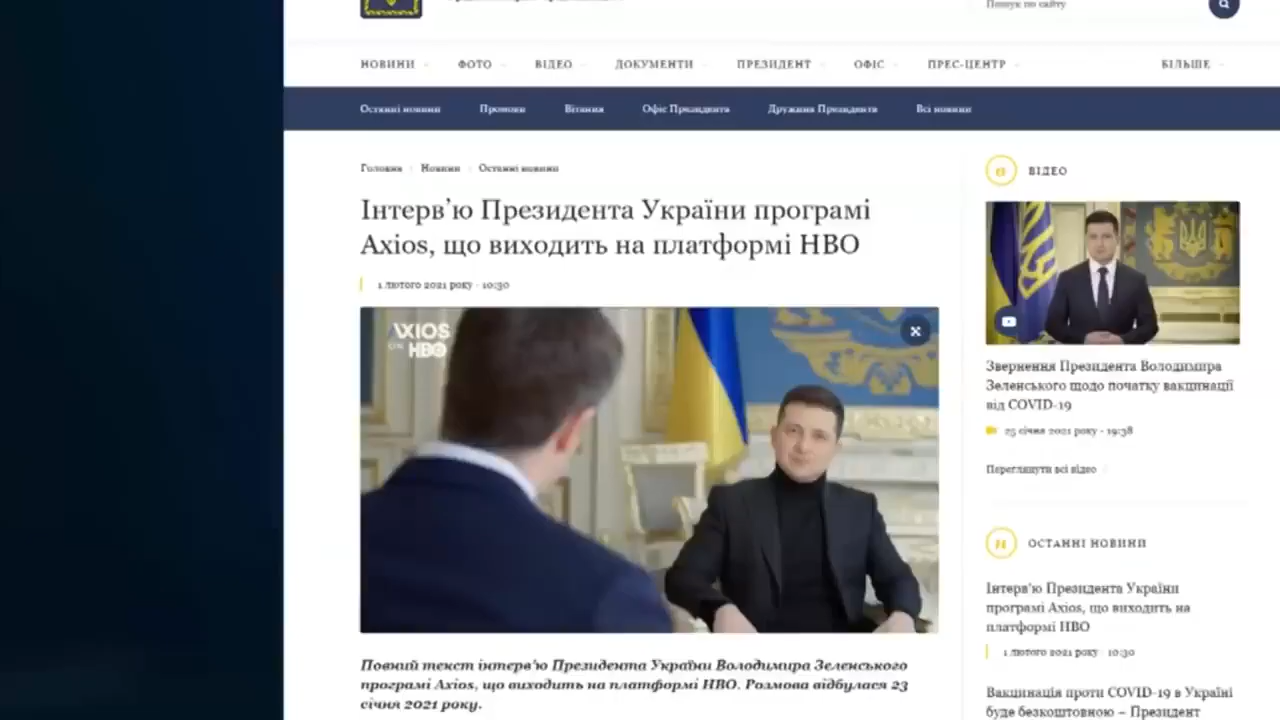 Пошук по сайту
НОВИНИ ФОТО ВІДЕО ДОКУМЕНТИ ПРЕЗИДЕНТ ОФІС ПРЕС-ЦЕНТР БІЛЬШЕ
Останні новини Промови Вітання Офіс Президента Дружина Президента Всі новини
Головна Новини Останні новини
Інтерв’ю Президента України програмі
Axios, що виходить на платформі HBO
1 лютого 2021 року - 10:30
AXIOS
ON HBO
Повний текст інтерв’ю Президента України Володимира Зеленського
програмі Axios, що виходить на платформі HBO. Розмова відбулася 23
січня 2021 року.
ВІДЕО
Звернення Президента Володимира
Зеленського щодо початку вакцинації
від COVID-19
25 січня 2021 року - 19:38
Переглянути всі відео
ОСТАННІ НОВИНИ
Інтерв’ю Президента України
програмі Axios, що виходить на
платформі HBO
1 лютого 2021 року - 10:30
Вакцинація проти COVID-19 в Україні
буде безкоштовною – Президент